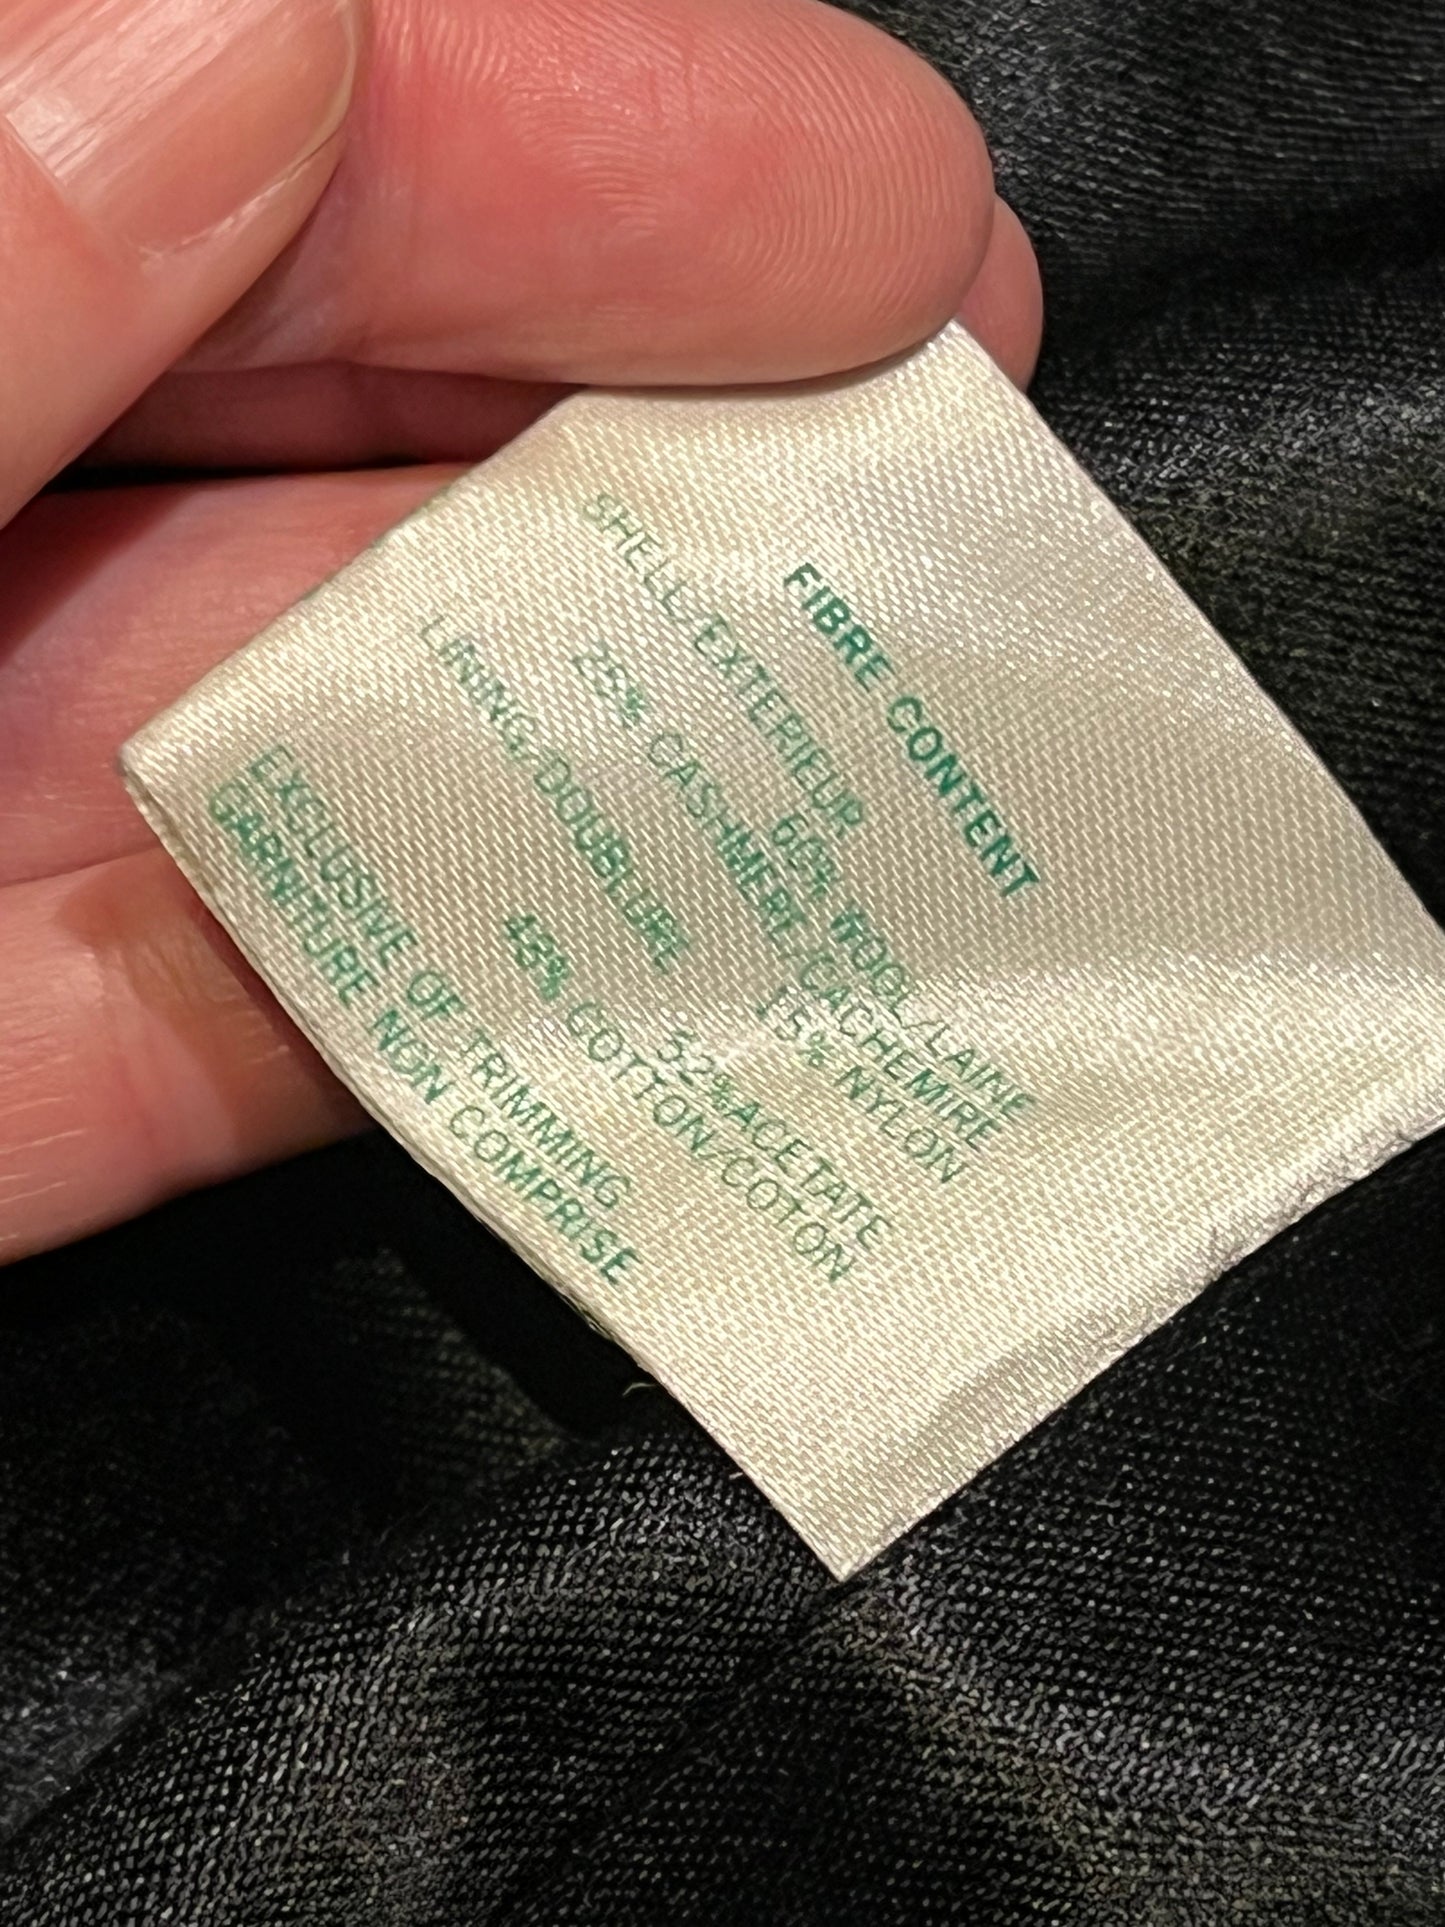 FIBRE CONTENT
SHELL/EXTERIEUR
60% WOOL/LAINE
25% CASHMERE/CACHEMIRE
15% NYLON
LINING/DOUBLURE
52% ACETATE
48% COTTON/COTON
EXCLUSIVE OF TRIMMING
GARNITURE NON COMPRISE